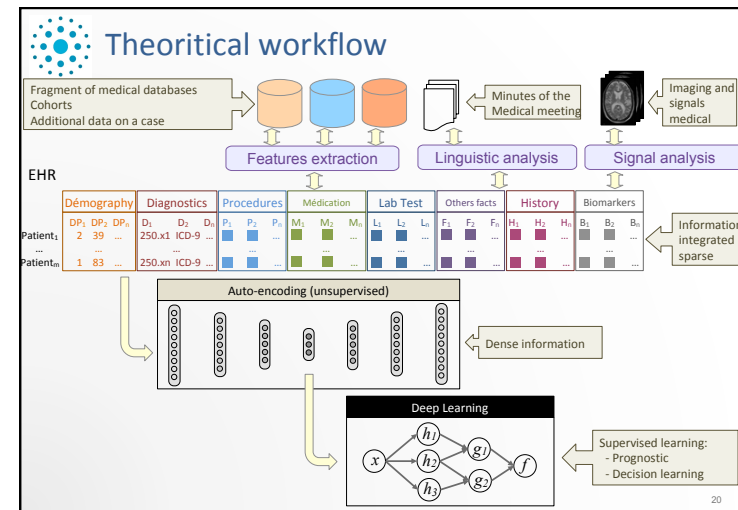 Theoritical workflow
Fragment of medical databases
Cohorts
Additional data on a case
Minutes of the
Medical meeting
Imaging and
signals
medical
Features extraction
Linguistic analysis
Signal analysis
EHR
Démography Diagnostics Procedures Médication Lab Test Others facts History Biomarkers
DP1 DP2 DPn D1 D2 Dn P1 P2 Pn M1 M2 Mn L1 L2 Ln F1 F2 Fn H1 H2 Hn B1 B2 Bn
Patient1 2 39 ... 250.x1 ICD-9 ... ... ... ... ... ... ...
... ... ... ... ... ... ... ... ...
Patientm 1 83 ... 250.xn ICD-9 ... ... ... ... ... ... ...
Information
integrated
sparse
Auto-encoding (unsupervised)
Dense information
Deep Learning
x h1 h2 h3 g1 g2 f
Supervised learning:
- Prognostic
- Decision learning
20